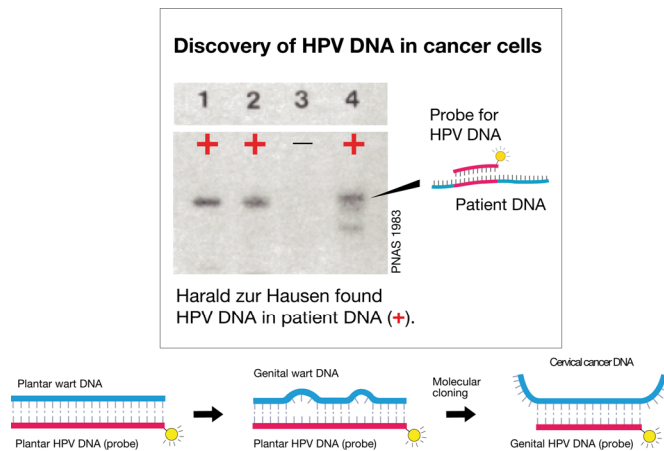 Discovery of HPV DNA in cancer cells
1 2 3 4
+ + – +
Probe for
HPV DNA
Patient DNA
PNAS 1983
Harald zur Hausen found
HPV DNA in patient DNA (+).
Plantar wart DNA
Plantar HPV DNA (probe)
Genital wart DNA
Plantar HPV DNA (probe)
Molecular
cloning
Cervical cancer DNA
Genital HPV DNA (probe)